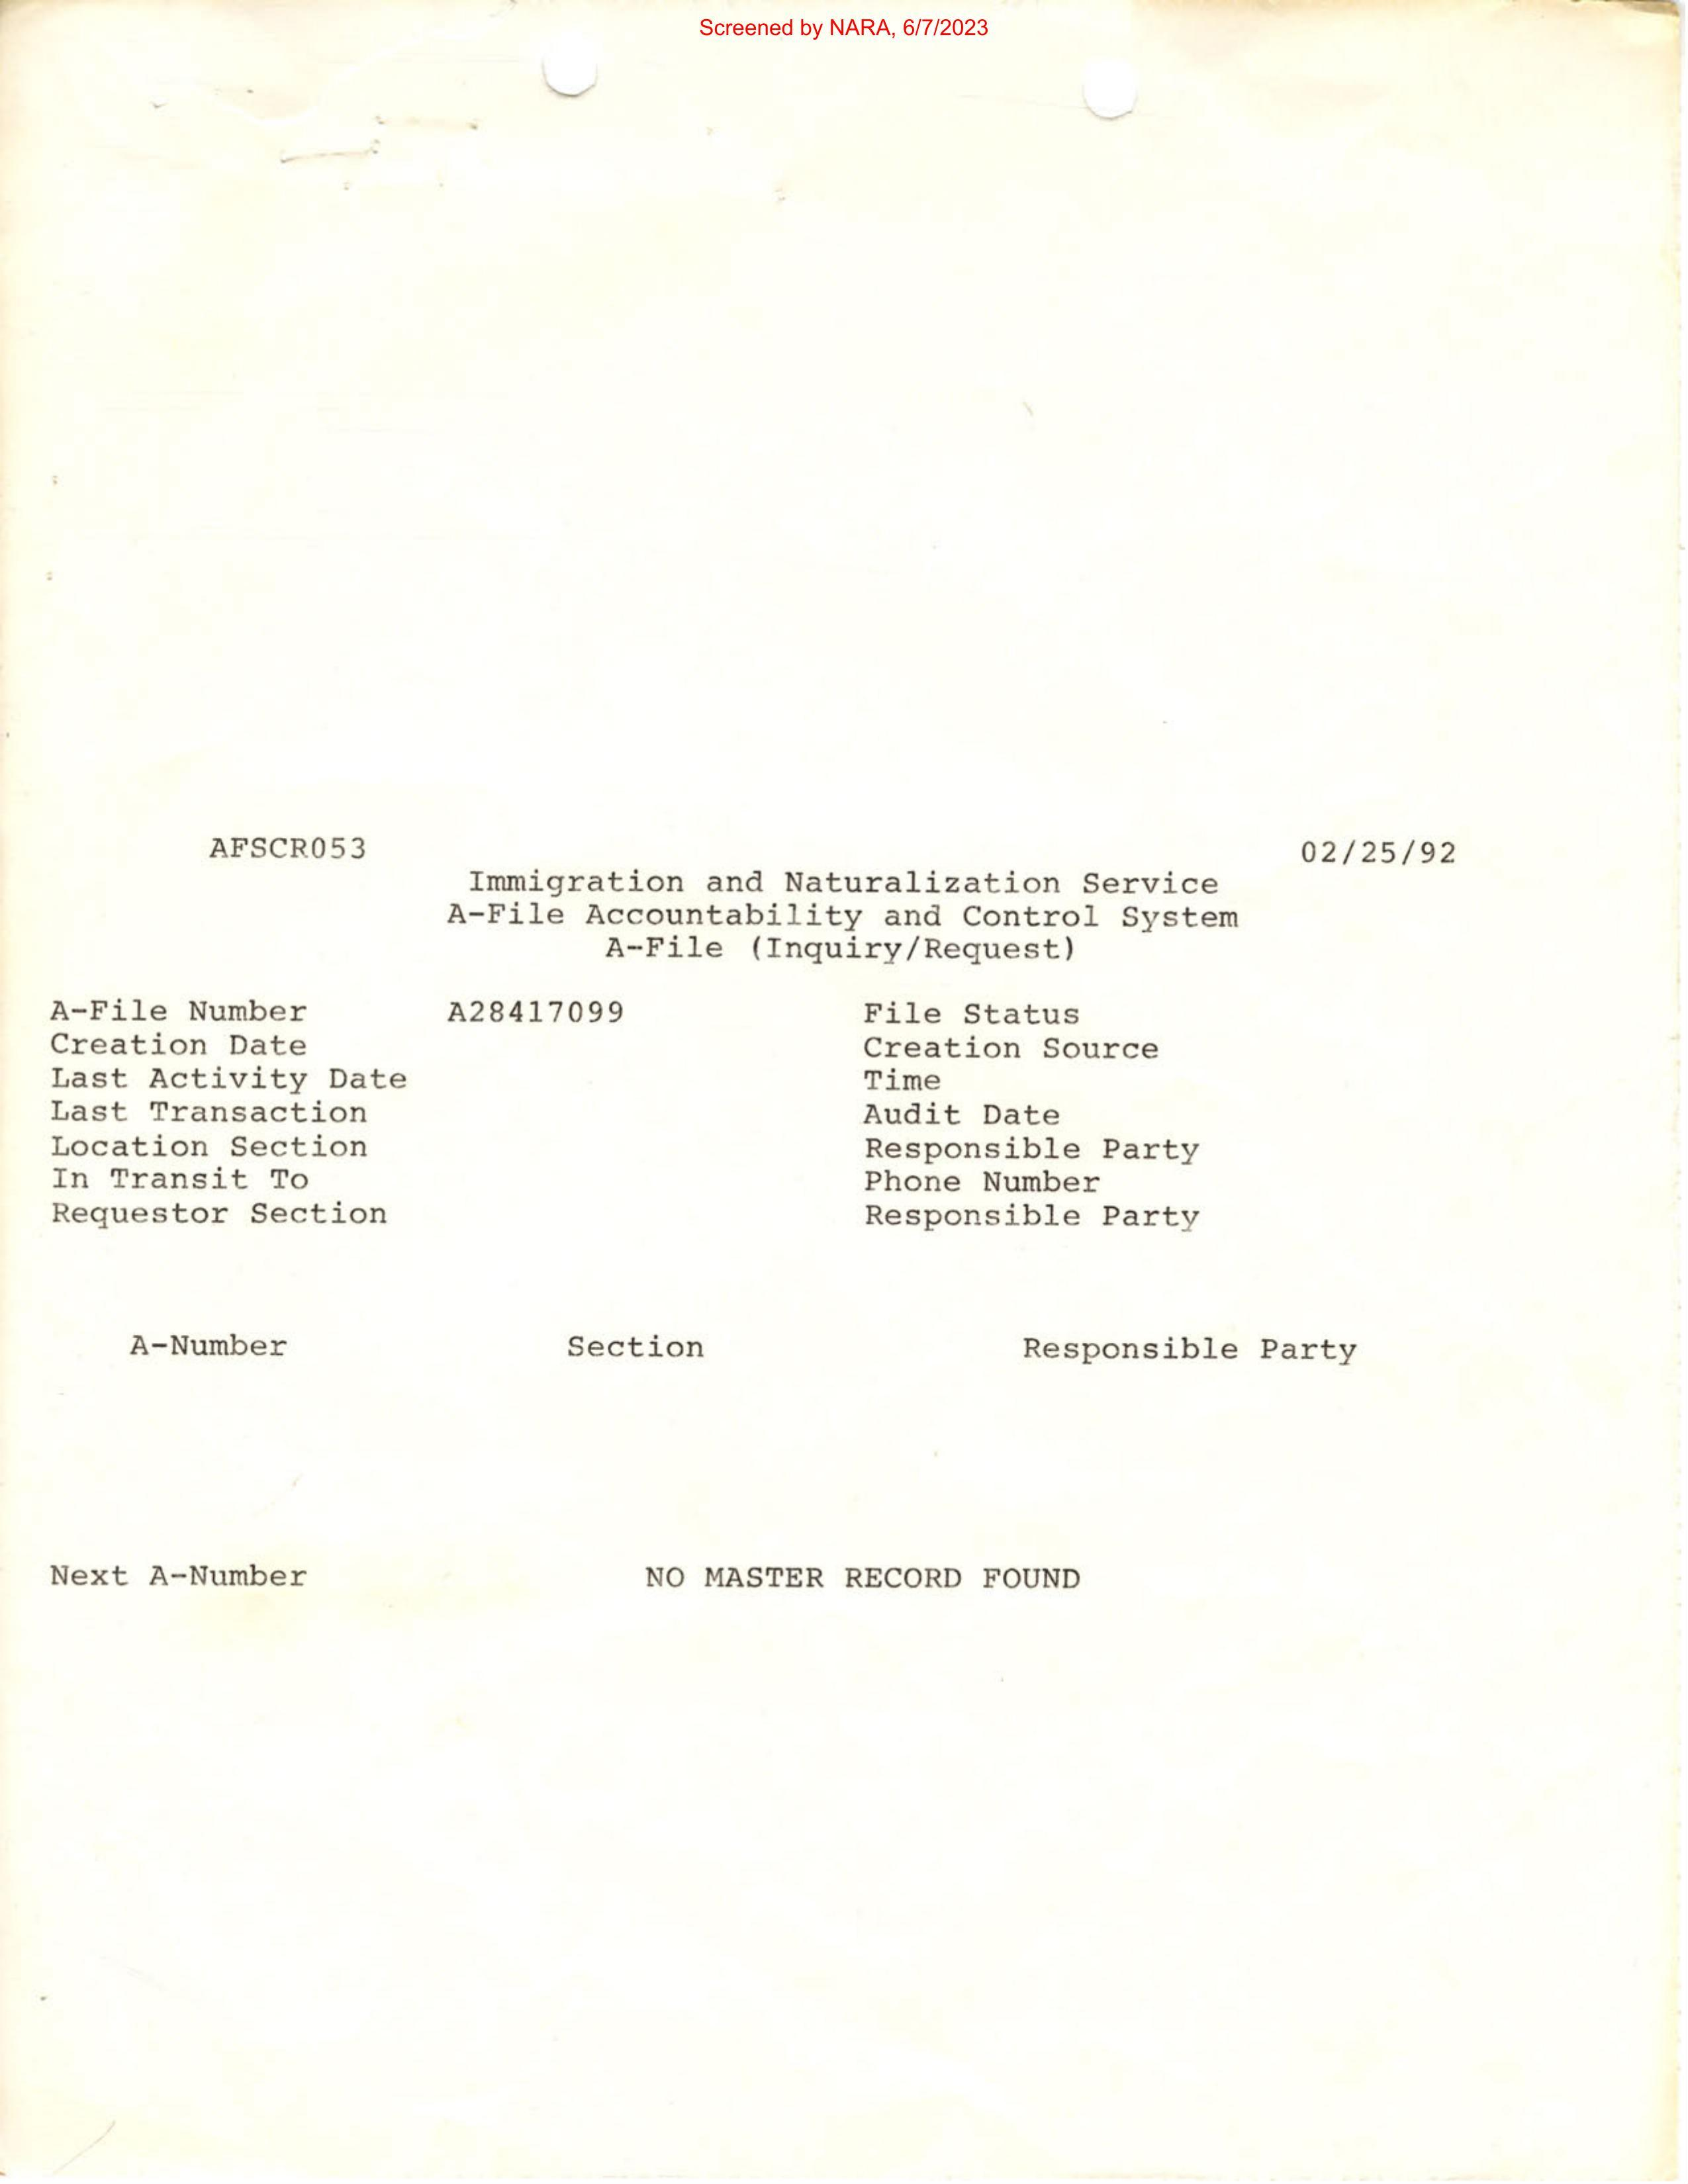 Screened by NARA, 6/7/2023
AFSCR053 02/25/92
Immigration and Naturalization Service
A-File Accountability and Control System
A-File (Inquiry/Request)
A-File Number A28417099 File Status
Creation Date Creation Source
Last Activity Date Time
Last Transaction Audit Date
Location Section Responsible Party
In Transit To Phone Number
Requestor Section Responsible Party
A-Number Section Responsible Party
Next A-Number NO MASTER RECORD FOUND